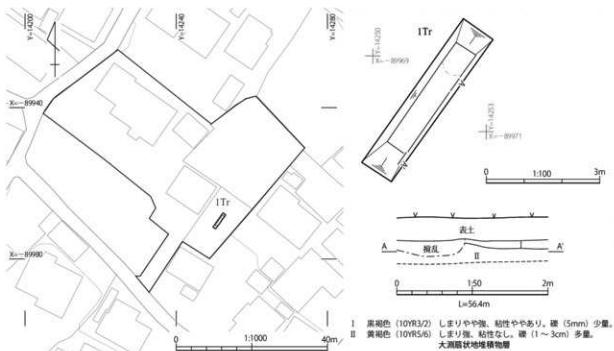 Y=14200
Y=14240
Y=14280
X=-89940
X=-89980
1Tr
0
1:1000
40m
1Tr
Y=14250
X=-89969
Y=14253
X=-89971
0
1:100
3m
表土
A
撹乱
Ⅱ
A'
0
1:50
2m
L=56.4m
Ⅰ 黒褐色（10YR3/2） しまりやや強、粘性ややあり。礫（5mm）少量。
Ⅱ 黄褐色（10YR5/6） しまり強、粘性なし。礫（1～3cm）多量。
大渕扇状地堆積物層